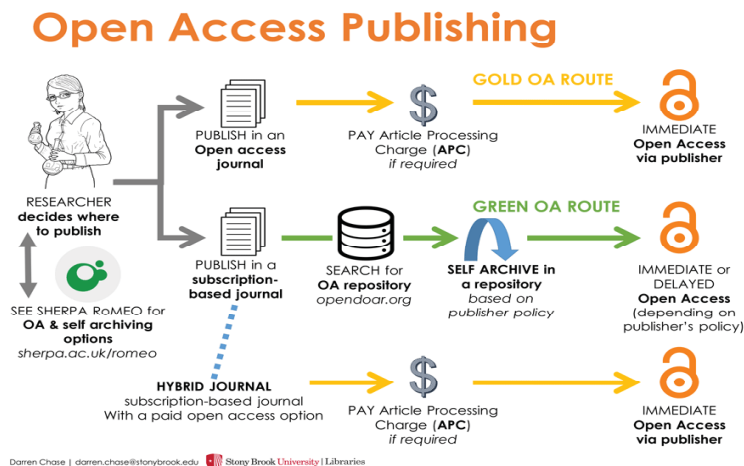 Open Access Publishing
GOLD OA ROUTE
PUBLISH in an
Open access
journal
PAY Article Processing
Charge (APC)
if required
IMMEDIATE
Open Access
via publisher
RESEARCHER
decides where
to publish
GREEN OA ROUTE
PUBLISH in a
subscription-
based journal
SEARCH for
OA repository
opendoar.org
SELF ARCHIVE in
a repository
based on
publisher policy
IMMEDIATE or
DELAYED
Open Access
(depending on
publisher's policy)
SEE SHERPA RoMEO for
OA & self archiving
options
sherpa.ac.uk/romeo
HYBRID JOURNAL
subscription-based journal
With a paid open access option
PAY Article Processing
Charge (APC)
if required
IMMEDIATE
Open Access
via publisher
Darren Chase | darren.chase@stonybrook.edu
Stony Brook University | Libraries